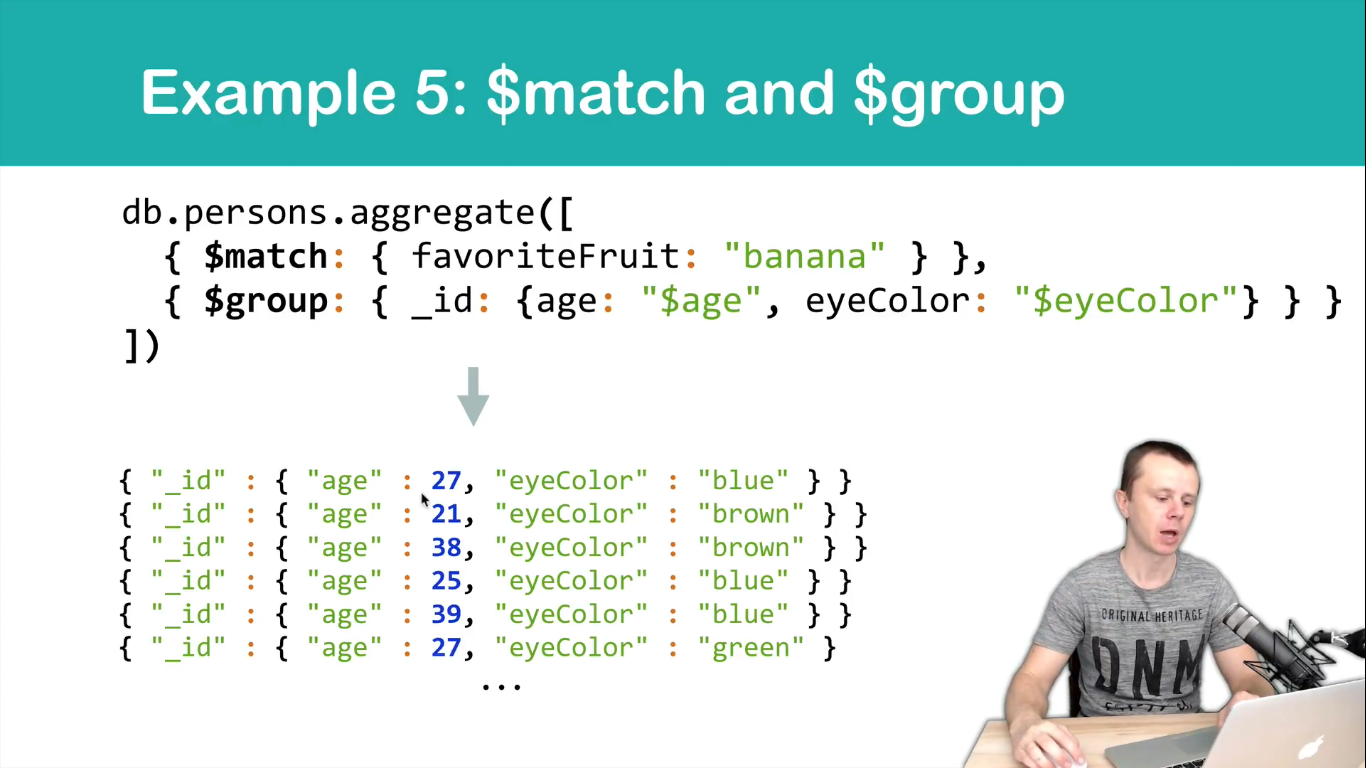 Example 5: $match and $group
db.persons.aggregate([
{ $match: { favoriteFruit: "banana" } },
{ $group: { _id: {age: "$age", eyeColor: "$eyeColor"} } }
])
{ "_id" : { "age" : 27, "eyeColor" : "blue" } }
{ "_id" : { "age" : 21, "eyeColor" : "brown" } }
{ "_id" : { "age" : 38, "eyeColor" : "brown" } }
{ "_id" : { "age" : 25, "eyeColor" : "blue" } }
{ "_id" : { "age" : 39, "eyeColor" : "blue" } }
{ "_id" : { "age" : 27, "eyeColor" : "green" }
...
ORIGINAL HERITAGE
DNM